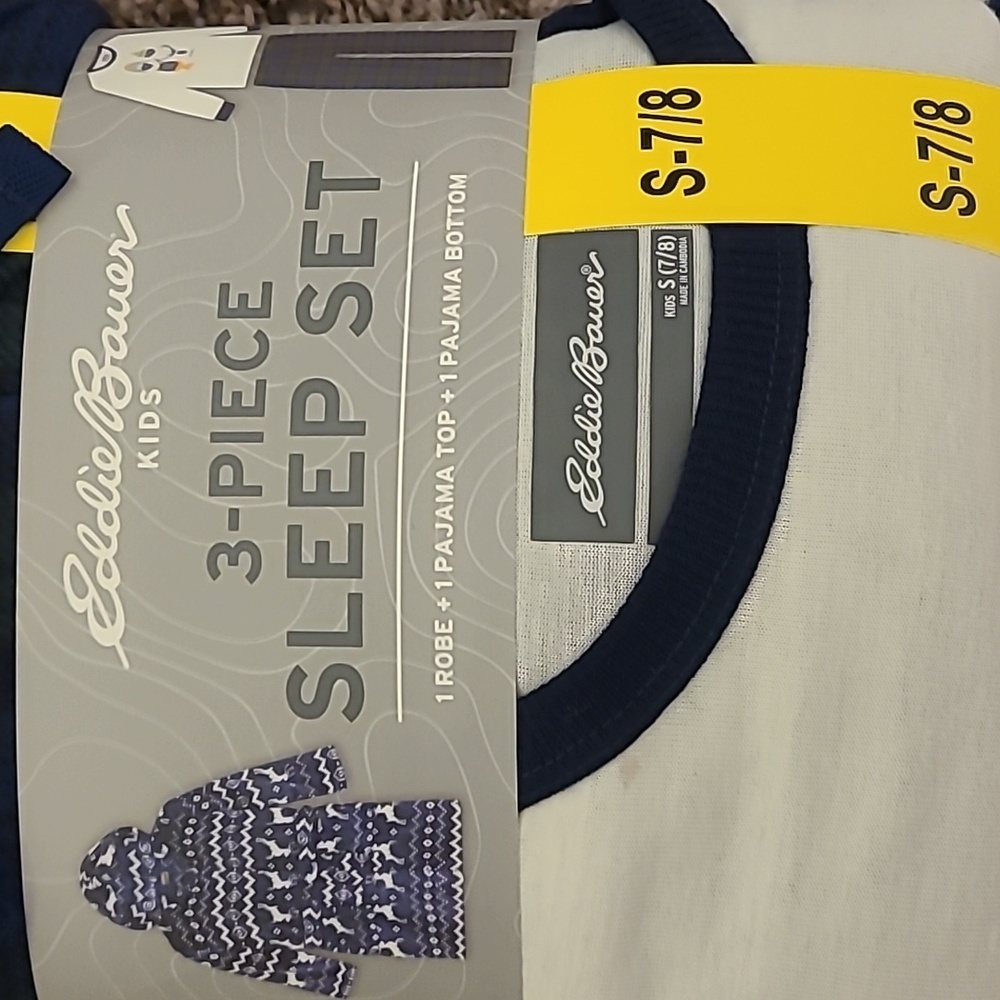 Eddie Bauer
KIDS
3-PIECE
SLEEP SET
1 ROBE + 1 PAJAMA TOP + 1 PAJAMA BOTTOM
Eddie Bauer®
KIDS S (7/8)
MADE IN CAMBODIA
S-7/8
S-7/8